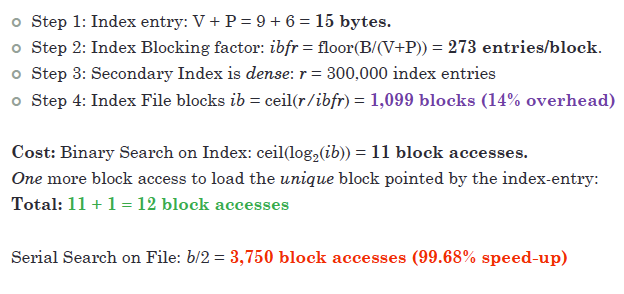 Step 1: Index entry: V + P = 9 + 6 = 15 bytes.
Step 2: Index Blocking factor: ibfr = floor(B/(V+P)) = 273 entries/block.
Step 3: Secondary Index is dense: r = 300,000 index entries
Step 4: Index File blocks ib = ceil(r/ibfr) = 1,099 blocks (14% overhead)
Cost: Binary Search on Index: ceil(log₂(ib)) = 11 block accesses.
One more block access to load the unique block pointed by the index-entry:
Total: 11 + 1 = 12 block accesses
Serial Search on File: b/2 = 3,750 block accesses (99.68% speed-up)